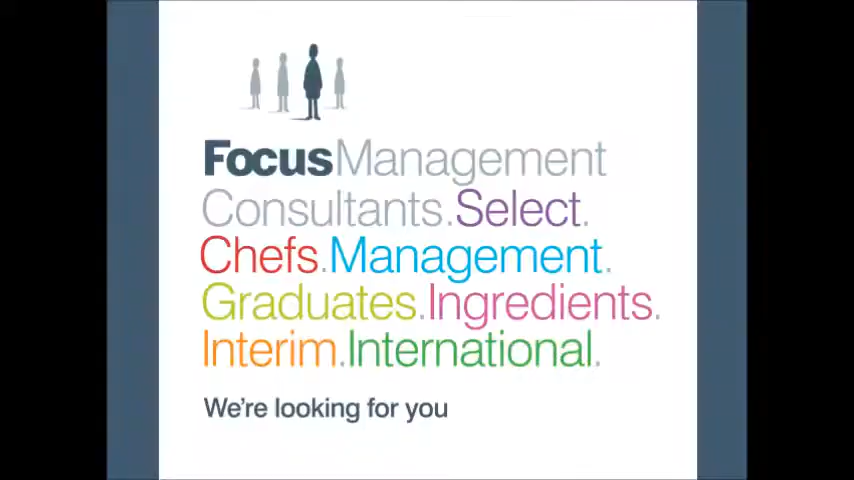 FocusManagement
Consultants.Select.
Chefs.Management.
Graduates.Ingredients.
Interim.International.
We're looking for you